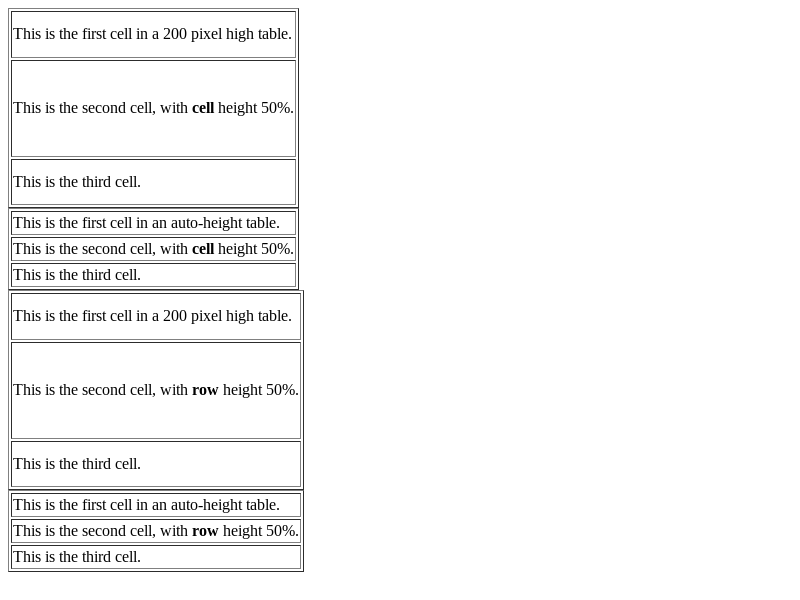 This is the first cell in a 200 pixel high table.
This is the second cell, with cell height 50%.
This is the third cell.
This is the first cell in an auto-height table.
This is the second cell, with cell height 50%.
This is the third cell.
This is the first cell in a 200 pixel high table.
This is the second cell, with row height 50%.
This is the third cell.
This is the first cell in an auto-height table.
This is the second cell, with row height 50%.
This is the third cell.